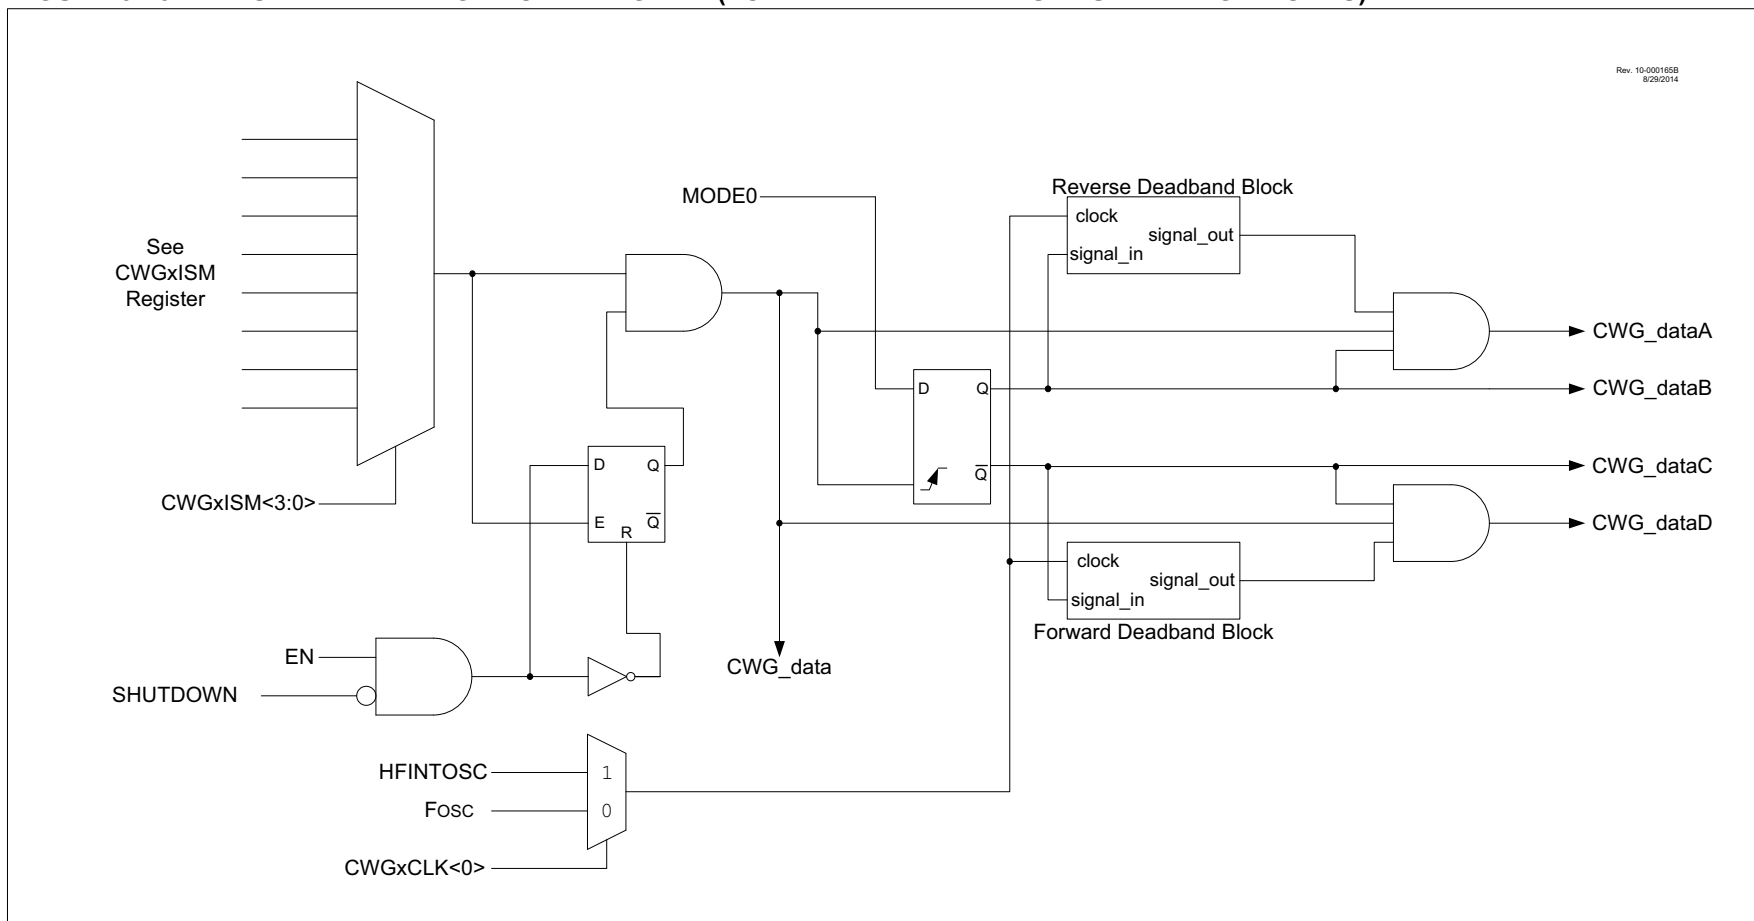 Rev. 10-000165B
8/29/2014
See
CWGxISM
Register
CWGxISM<3:0>
MODE0
Reverse Deadband Block
clock
signal_in
signal_out
D
Q
Q
D
Q
E
Q
R
CWG_dataA
CWG_dataB
CWG_dataC
CWG_dataD
clock
signal_in
signal_out
Forward Deadband Block
EN
SHUTDOWN
CWG_data
HFINTOSC
1
FOSC
0
CWGxCLK<0>